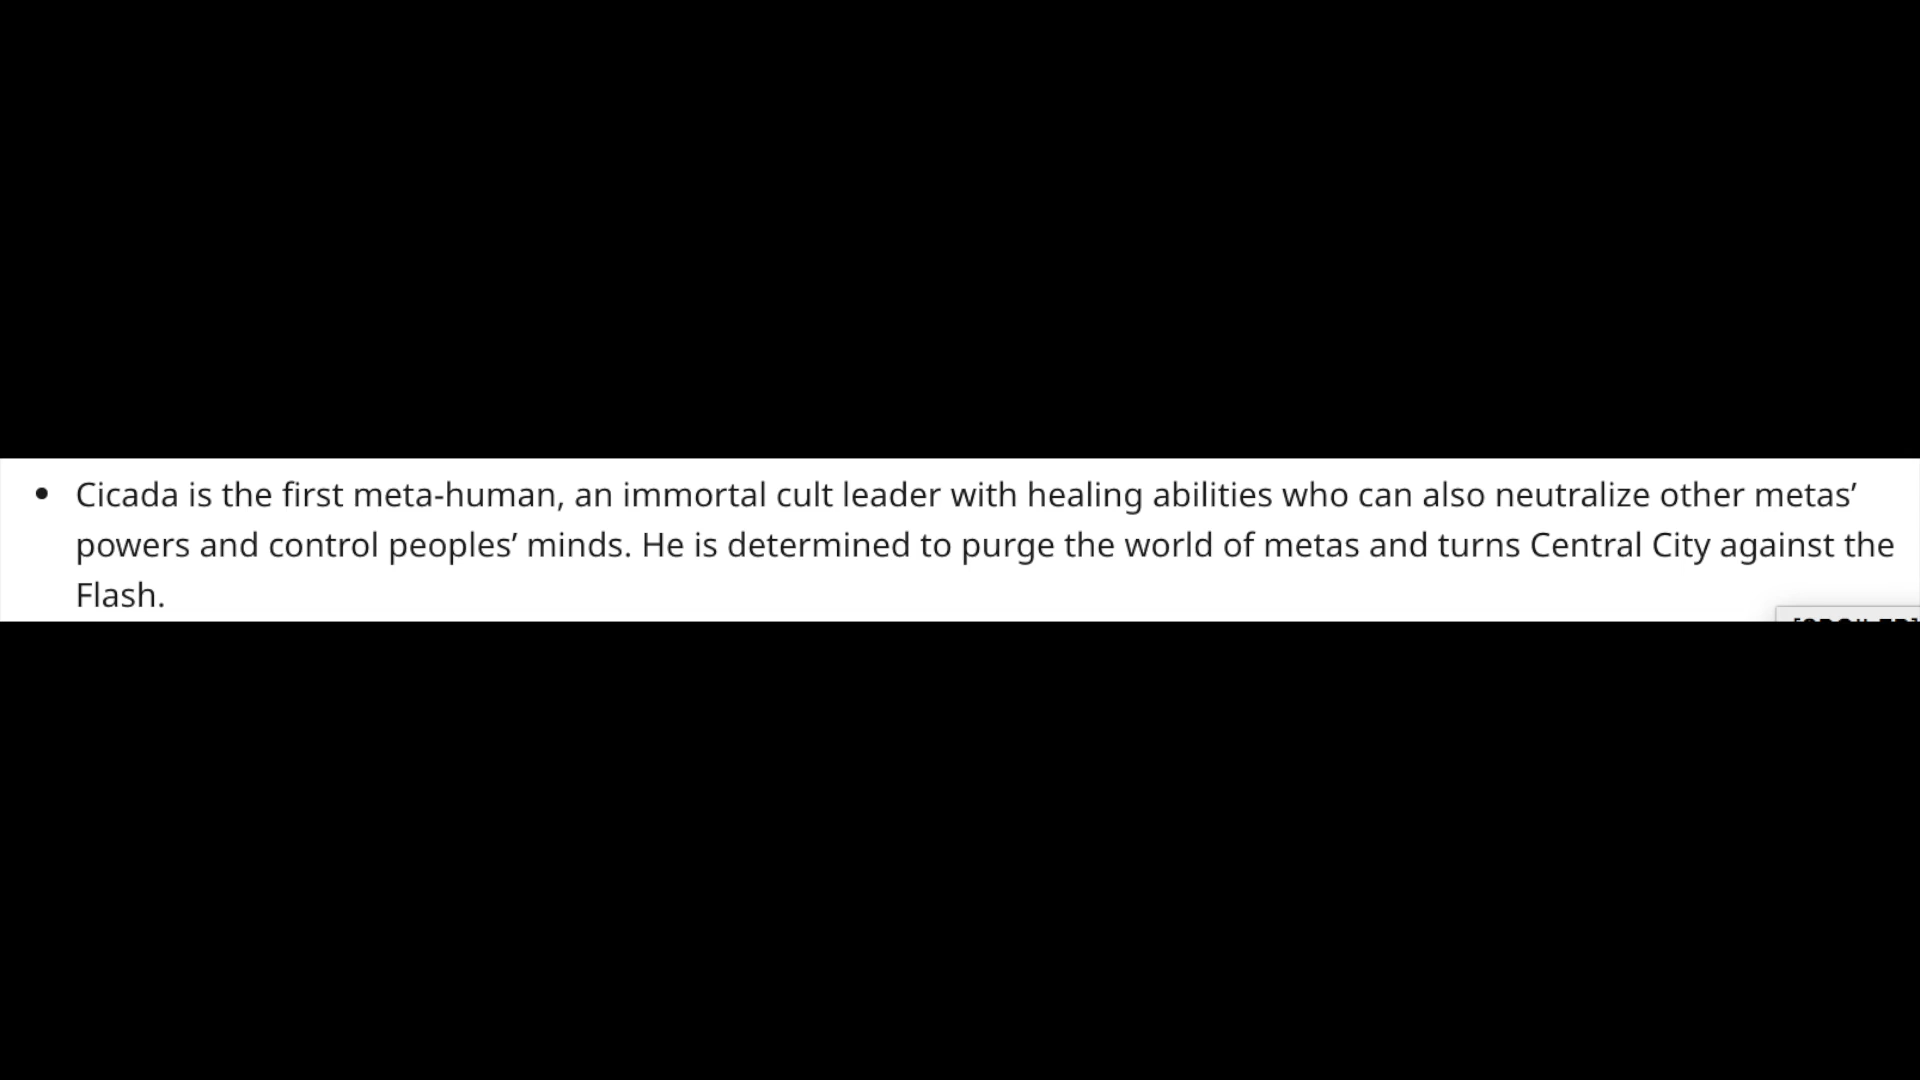 • Cicada is the first meta-human, an immortal cult leader with healing abilities who can also neutralize other metas’
powers and control peoples’ minds. He is determined to purge the world of metas and turns Central City against the
Flash.